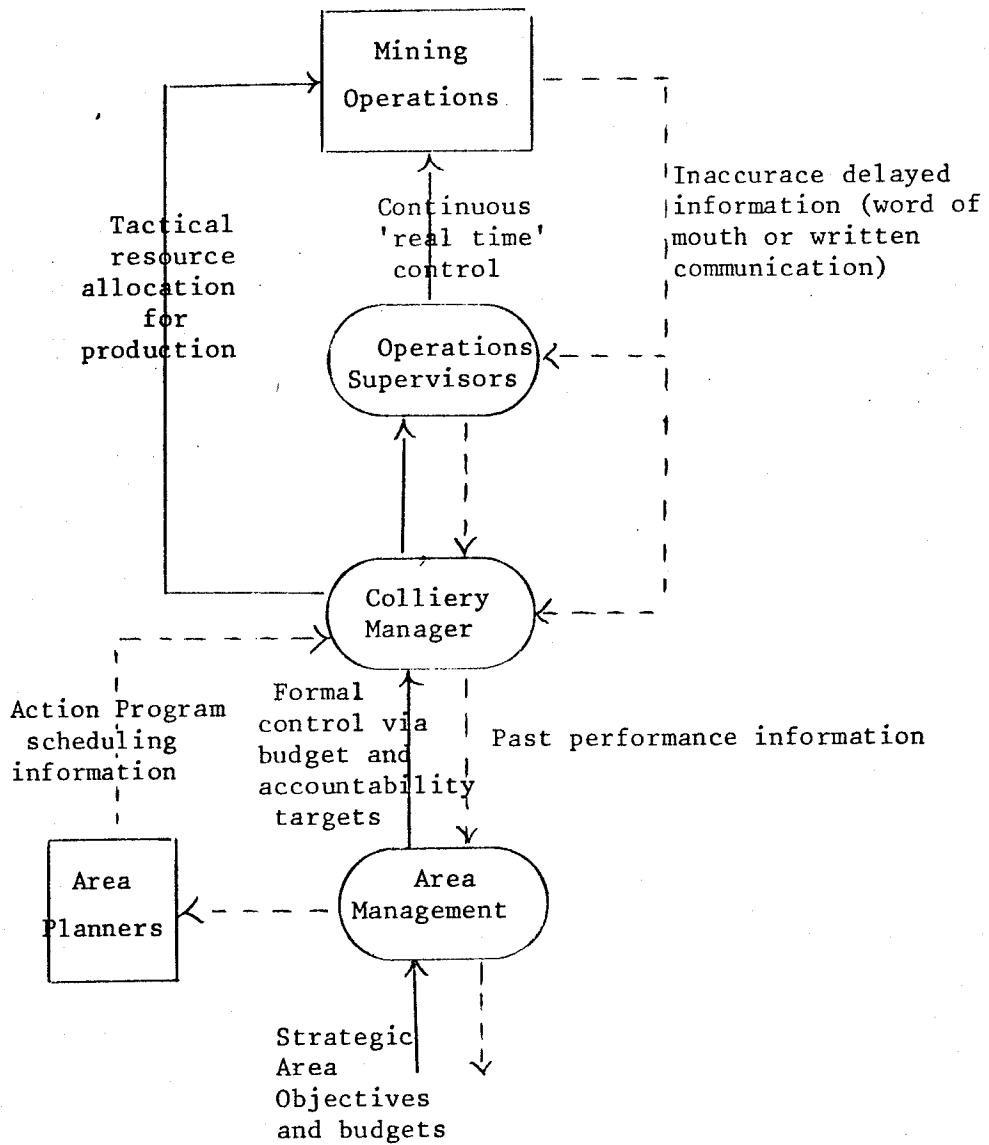 Mining
Operations
Inaccurace delayed
information (word of
mouth or written
communication)
Continuous
'real time'
control
Tactical
resource
allocation
for
production
Operations
Supervisors
Colliery
Manager
Action Program
scheduling
information
Formal
control via
budget and
accountability
targets
Past performance information
Area
Planners
Area
Management
Strategic
Area
Objectives
and budgets